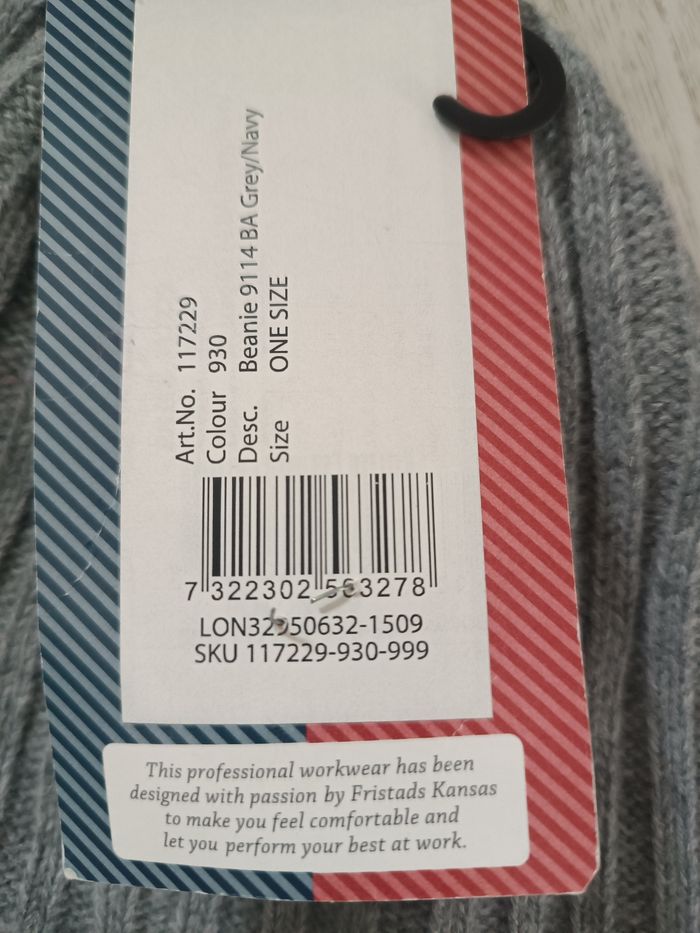 Art.No. 117229
Colour 930
Desc. Beanie 9114 BA Grey/Navy
Size ONE SIZE
7 322302 563278
SKU 117229-930-999
This professional workwear has been
designed with passion by Fristads Kansas
to make you feel comfortable and
let you perform your best at work.